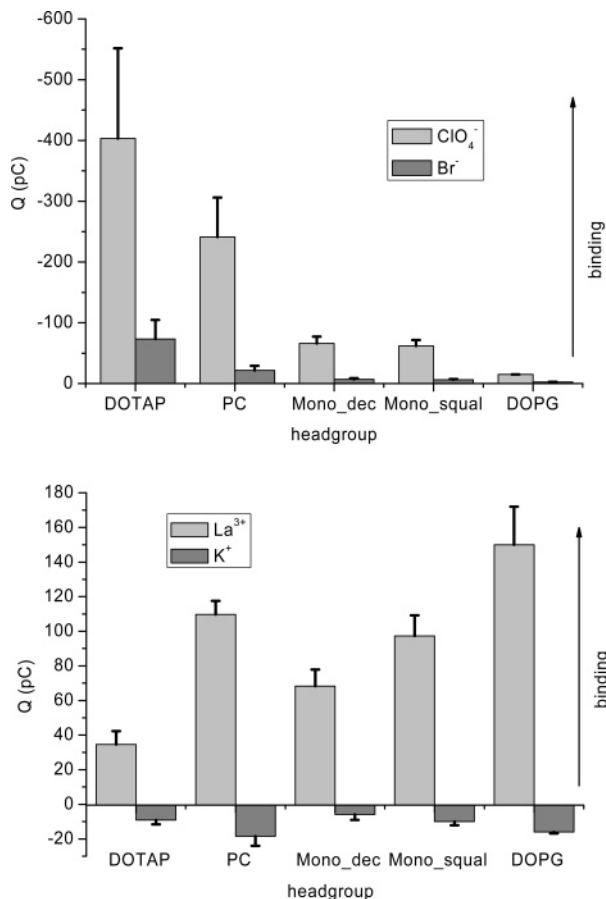 -600
-500
-400
-300
-200
-100
0
Q (pC)
ClO₄⁻
Br⁻
binding
DOTAP PC Mono_dec Mono_squal DOPG
headgroup
180
160
140
120
100
80
60
40
20
0
-20
Q (pC)
La³⁺
K⁺
binding
DOTAP PC Mono_dec Mono_squal DOPG
headgroup